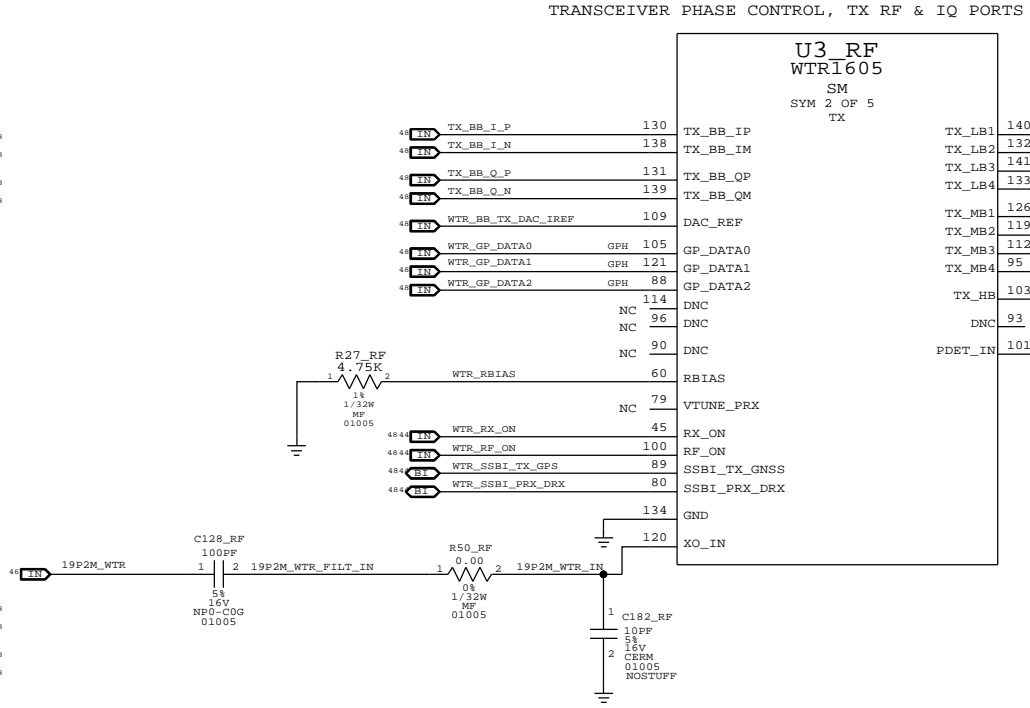 TRANSCEIVER PHASE CONTROL, TX RF & IQ PORTS
U3_RF
WTR1605
SM
SYM 2 OF 5
TX
48 IN TX_BB_I_P 130 TX_BB_IP
48 IN TX_BB_I_N 138 TX_BB_IM
48 IN TX_BB_Q_P 131 TX_BB_QP
48 IN TX_BB_Q_N 139 TX_BB_QM
48 IN WTR_BB_TX_DAC_IREF 109 DAC_REF
48 IN WTR_GP_DATA0 GPH 105 GP_DATA0
48 IN WTR_GP_DATA1 GPH 121 GP_DATA1
48 IN WTR_GP_DATA2 GPH 88 GP_DATA2
NC 114 DNC
NC 96 DNC
NC 90 DNC
TX_LB1 140
TX_LB2 132
TX_LB3 141
TX_LB4 133
TX_MB1 126
TX_MB2 119
TX_MB3 112
TX_MB4 95
TX_HB 103
DNC 93
PDET_IN 101
R27_RF
4.75K
1 2 WTR_RBIAS 60 RBIAS
1%
1/32W
MF
01005
NC 79 VTUNE_PRX
48 44 IN WTR_RX_ON 45 RX_ON
48 44 IN WTR_RF_ON 100 RF_ON
BI WTR_SSBI_TX_GPS 89 SSBI_TX_GNSS
BI WTR_SSBI_PRX_DRX 80 SSBI_PRX_DRX
134 GND
120 XO_IN
46 IN 19P2M_WTR
C128_RF
100PF
1 2
5%
16V
NP0-C0G
01005
19P2M_WTR_FILT_IN
R50_RF
0.00
1 2
0%
1/32W
MF
01005
19P2M_WTR_IN
1 C182_RF
10PF
5%
16V
2 CERM
01005
NOSTUFF